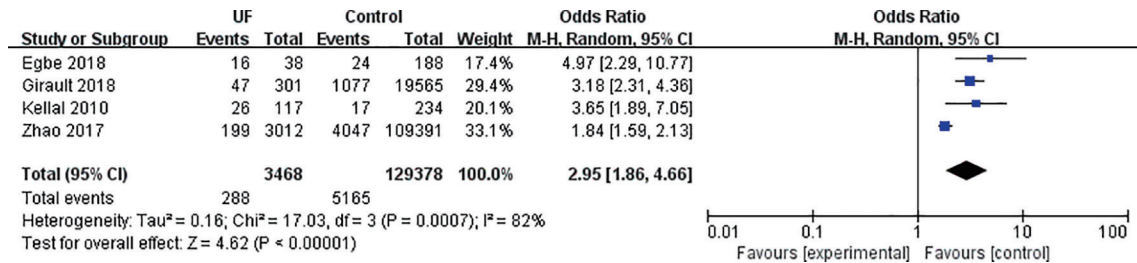 UF Control Odds Ratio Odds Ratio
Study or Subgroup Events Total Events Total Weight M-H, Random, 95% CI M-H, Random, 95% CI
Egbe 2018 16 38 24 188 17.4% 4.97 [2.29, 10.77]
Girault 2018 47 301 1077 19565 29.4% 3.18 [2.31, 4.36]
Kellal 2010 26 117 17 234 20.1% 3.65 [1.89, 7.05]
Zhao 2017 199 3012 4047 109391 33.1% 1.84 [1.59, 2.13]
Total (95% CI) 3468 129378 100.0% 2.95 [1.86, 4.66]
Total events 288 5165
Heterogeneity: Tau² = 0.16; Chi² = 17.03, df = 3 (P = 0.0007); I² = 82%
Test for overall effect: Z = 4.62 (P < 0.00001)
0.01 0.1 1 10 100
Favours [experimental] Favours [control]